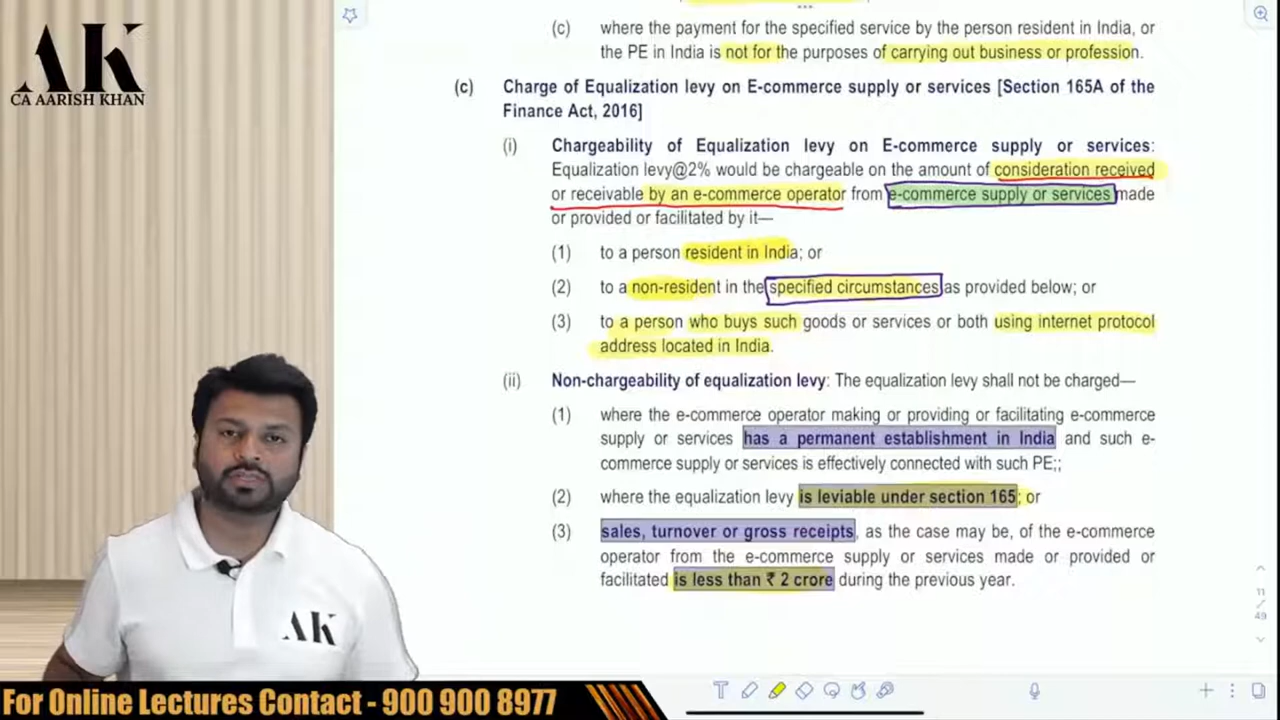 AK
CA AARISH KHAN
(c) where the payment for the specified service by the person resident in India, or
the PE in India is not for the purposes of carrying out business or profession.
(c) Charge of Equalization levy on E-commerce supply or services [Section 165A of the
Finance Act, 2016]
(i) Chargeability of Equalization levy on E-commerce supply or services:
Equalization levy@2% would be chargeable on the amount of consideration received
or receivable by an e-commerce operator from e-commerce supply or services made
or provided or facilitated by it—
(1) to a person resident in India; or
(2) to a non-resident in the specified circumstances as provided below; or
(3) to a person who buys such goods or services or both using internet protocol
address located in India.
(ii) Non-chargeability of equalization levy: The equalization levy shall not be charged—
(1) where the e-commerce operator making or providing or facilitating e-commerce
supply or services has a permanent establishment in India and such e-
commerce supply or services is effectively connected with such PE;;
(2) where the equalization levy is leviable under section 165; or
(3) sales, turnover or gross receipts, as the case may be, of the e-commerce
operator from the e-commerce supply or services made or provided or
facilitated is less than ₹ 2 crore during the previous year.
11
/
49
AK
For Online Lectures Contact - 900 900 8977